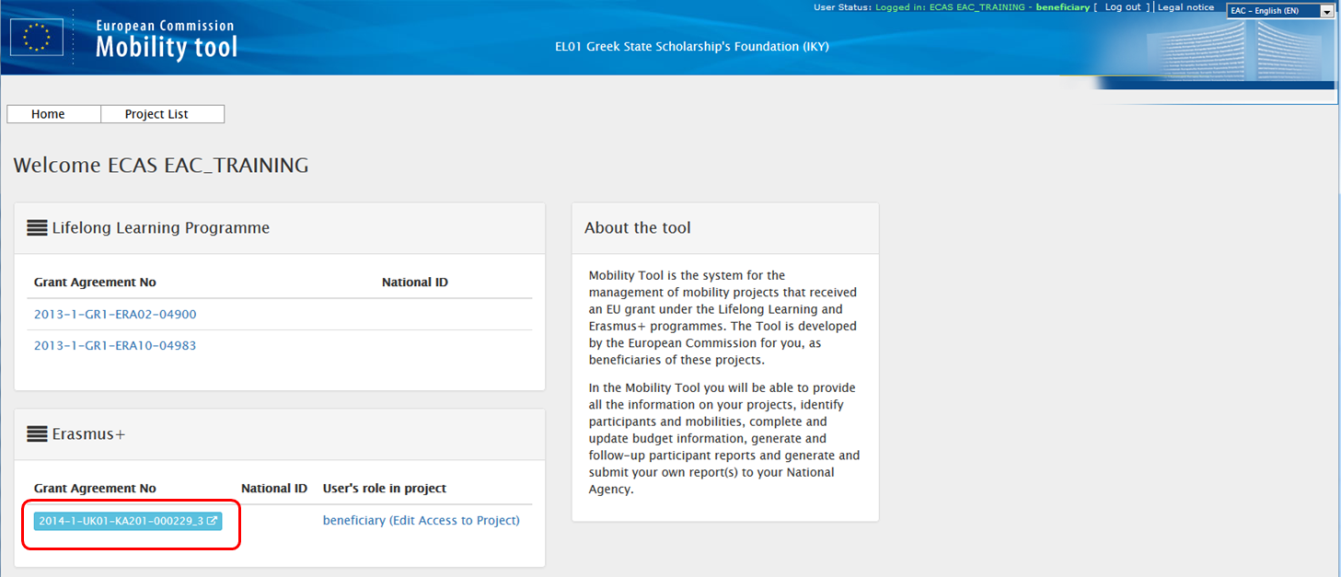 User Status: Logged in: ECAS EAC_TRAINING - beneficiary [ Log out ] | Legal notice
EAC - English (EN)
European Commission
Mobility tool
EL01 Greek State Scholarship's Foundation (IKY)
Home
Project List
Welcome ECAS EAC_TRAINING
Lifelong Learning Programme
Grant Agreement No National ID
2013-1-GR1-ERA02-04900
2013-1-GR1-ERA10-04983
Erasmus+
Grant Agreement No National ID User's role in project
2014-1-UK01-KA201-000229_3 beneficiary (Edit Access to Project)
About the tool
Mobility Tool is the system for the
management of mobility projects that received
an EU grant under the Lifelong Learning and
Erasmus+ programmes. The Tool is developed
by the European Commission for you, as
beneficiaries of these projects.
In the Mobility Tool you will be able to provide
all the information on your projects, identify
participants and mobilities, complete and
update budget information, generate and
follow-up participant reports and generate and
submit your own report(s) to your National
Agency.